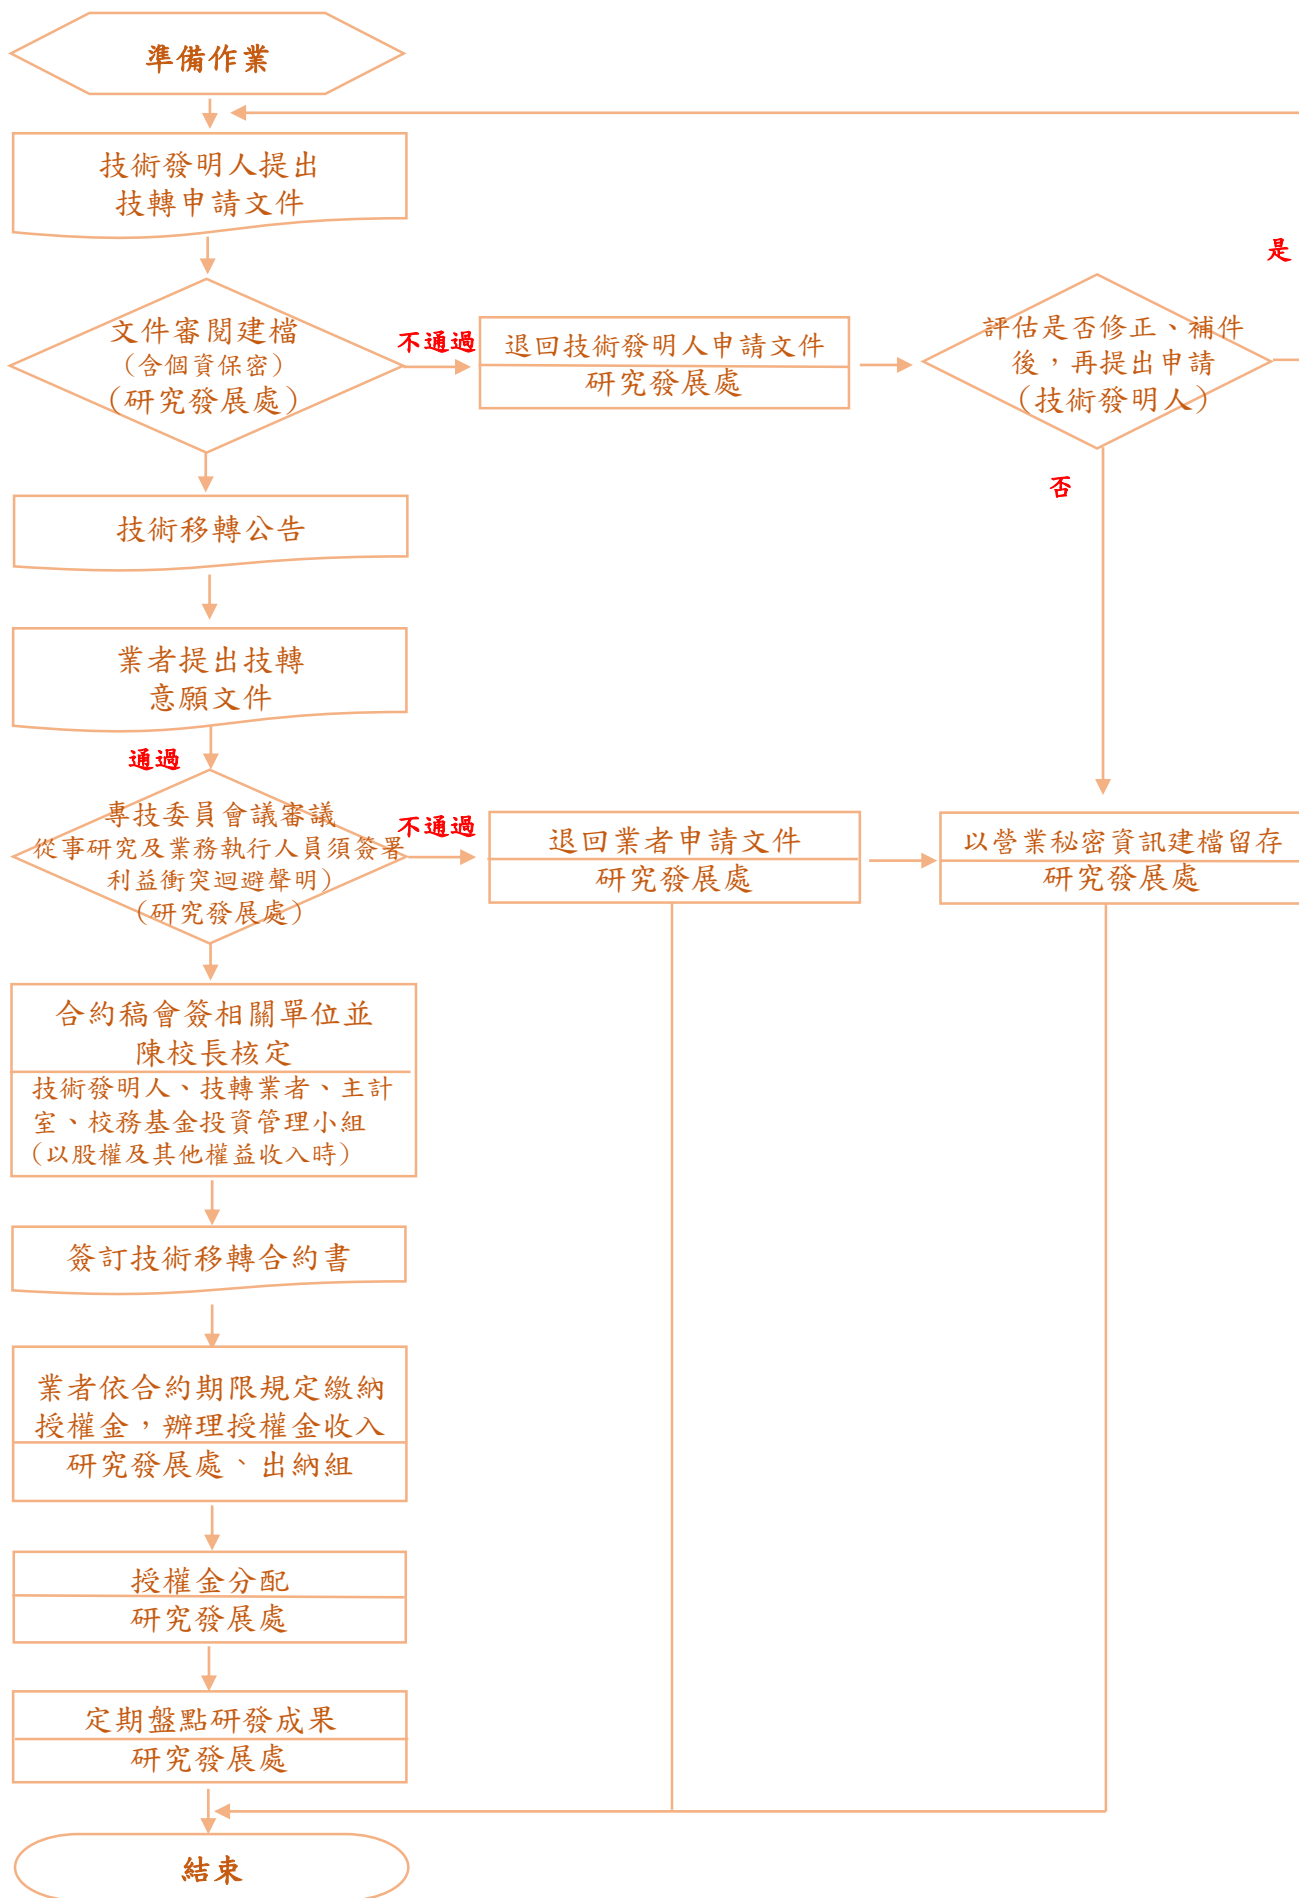 準備作業
技術發明人提出
技轉申請文件
是
文件審閱建檔
（含個資保密）
（研究發展處）
不通過
退回技術發明人申請文件
研究發展處
評估是否修正、補件
後，再提出申請
（技術發明人）
否
技術移轉公告
業者提出技轉
意願文件
通過
專技委員會議審議
從事研究及業務執行人員須簽署
利益衝突迴避聲明）
（研究發展處）
不通過
退回業者申請文件
研究發展處
以營業秘密資訊建檔留存
研究發展處
合約稿會簽相關單位並
陳校長核定
技術發明人、技轉業者、主計
室、校務基金投資管理小組
（以股權及其他權益收入時）
簽訂技術移轉合約書
業者依合約期限規定繳納
授權金，辦理授權金收入
研究發展處、出納組
授權金分配
研究發展處
定期盤點研發成果
研究發展處
結束